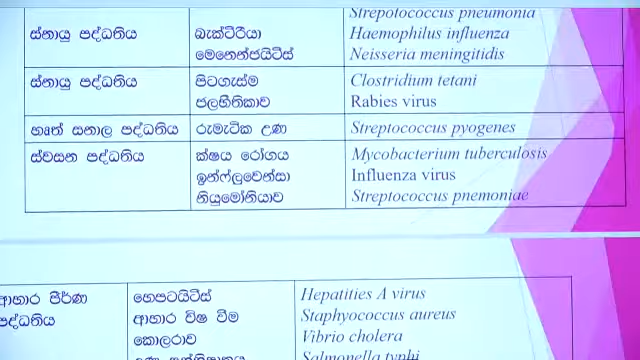 Strepotococcus pneumonia
ස්නායු පද්ධතිය බැක්ටීරීයා Haemophilus influenza
මෙනෙන්ජයිටිස් Neisseria meningitidis
ස්නායු පද්ධතිය පිටගැස්ම Clostridium tetani
ජලභීතිකාව Rabies virus
හෘත් සනාල පද්ධතිය රුමැටික උණ Streptococcus pyogenes
ස්වසන පද්ධතිය ක්ෂය රෝගය Mycobacterium tuberculosis
ඉන්ෆ්ලුවෙන්සා Influenza virus
නියුමෝනියාව Streptococcus pnemoniae
ආහාර ජීර්ණ හෙපටයිටිස් Hepatities A virus
පද්ධතිය ආහාර විෂ වීම Staphyococcus aureus
කොලරාව Vibrio cholera
Salmonella typhi